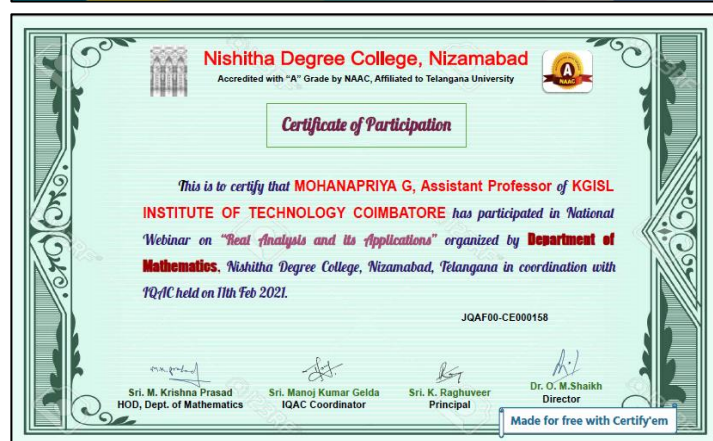 Nishitha Degree College, Nizamabad
Accredited with "A" Grade by NAAC, Affiliated to Telangana University
A
NAAC
Certificate of Participation
This is to certify that MOHANAPRIYA G, Assistant Professor of KGISL
INSTITUTE OF TECHNOLOGY COIMBATORE has participated in National
Webinar on "Real Analysis and its Applications" organized by Department of
Mathematics, Nishitha Degree College, Nizamabad, Telangana in coordination with
IQAC held on 11th Feb 2021.
JQAF00-CE000158
Sri. M. Krishna Prasad
HOD, Dept. of Mathematics
Sri. Manoj Kumar Gelda
IQAC Coordinator
Sri. K. Raghuveer
Principal
Dr. O. M.Shaikh
Director
Made for free with Certify'em